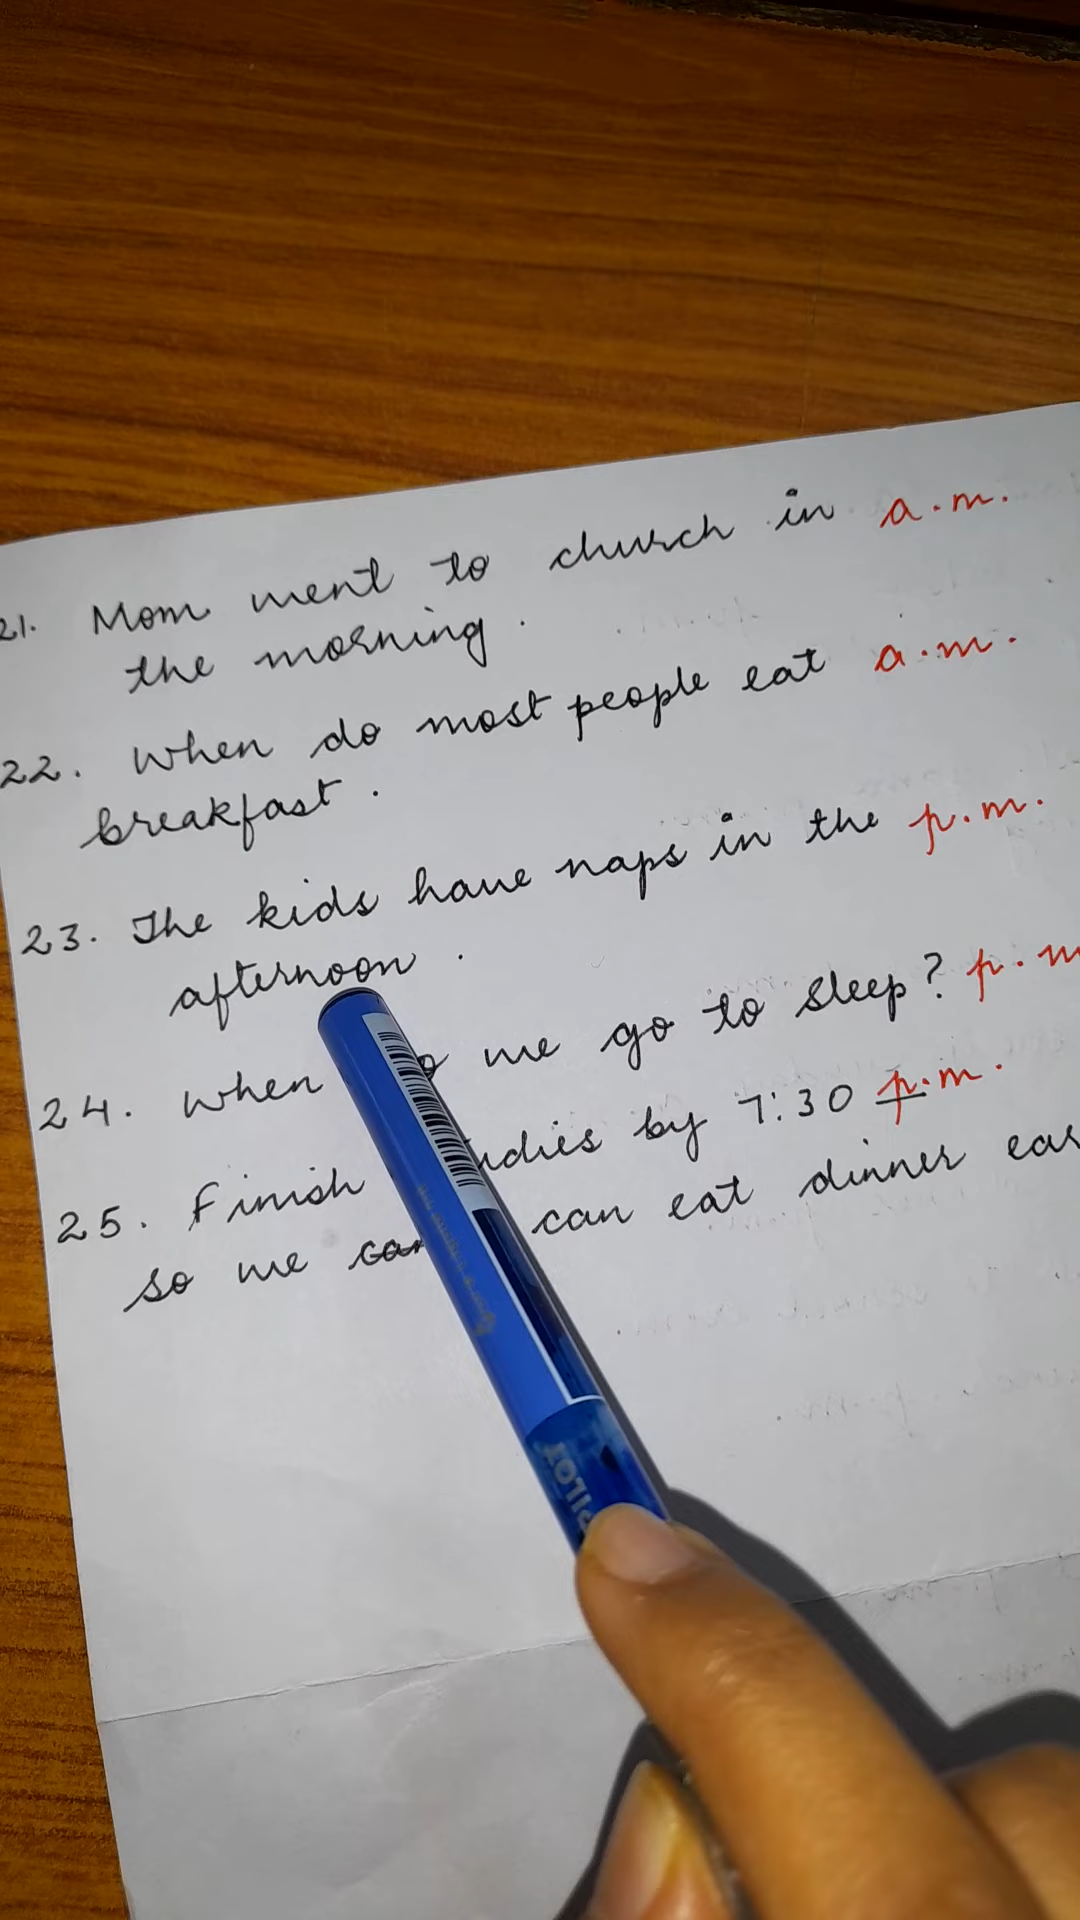 21. Mom went to church in a.m.
the morning.
22. When do most people eat a.m.
breakfast.
23. The kids have naps in the p.m.
afternoon.
24. When we go to sleep? p.m
25. Finish by 7:30 p.m.
so we can eat dinner
PILOT